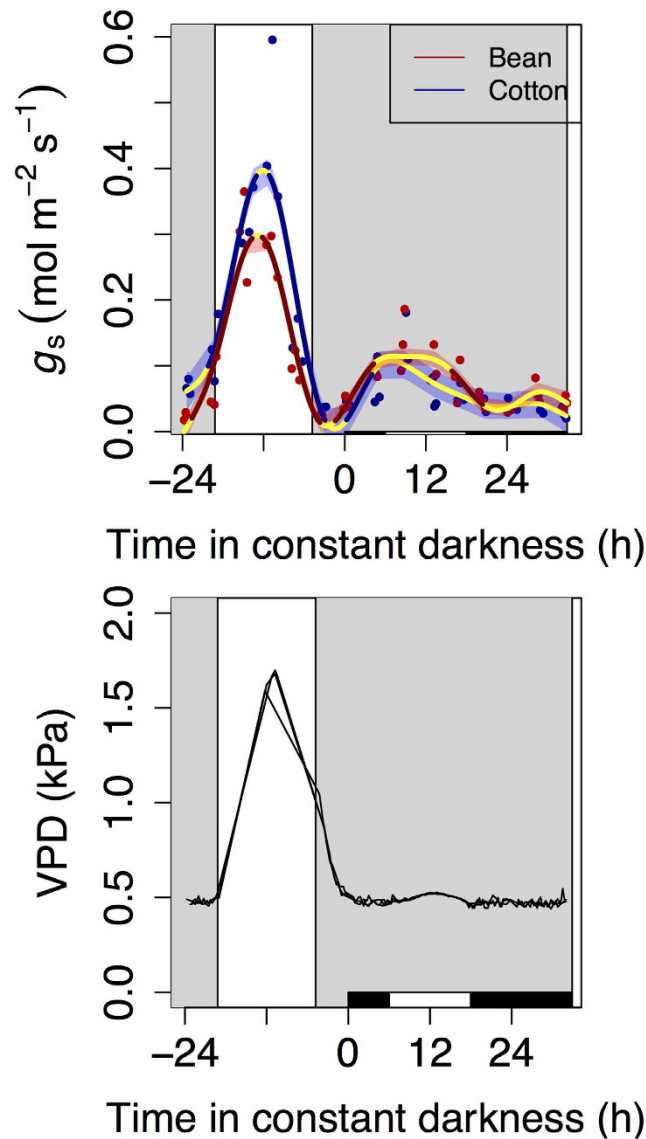 0.6
0.4
0.2
0.0
gs (mol m−2 s−1)
Bean
Cotton
−24 0 12 24
Time in constant darkness (h)
2.0
1.5
1.0
0.5
0.0
VPD (kPa)
−24 0 12 24
Time in constant darkness (h)